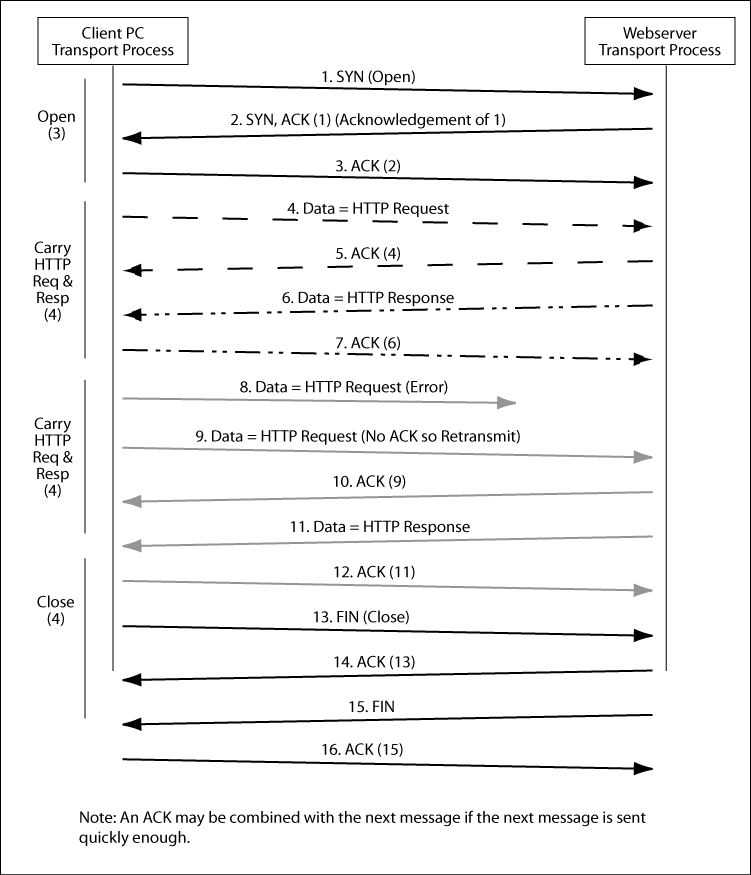 Client PC
Transport Process
Webserver
Transport Process
1. SYN (Open)
2. SYN, ACK (1) (Acknowledgement of 1)
3. ACK (2)
Open
(3)
4. Data = HTTP Request
5. ACK (4)
6. Data = HTTP Response
7. ACK (6)
Carry
HTTP
Req &
Resp
(4)
8. Data = HTTP Request (Error)
9. Data = HTTP Request (No ACK so Retransmit)
10. ACK (9)
11. Data = HTTP Response
Carry
HTTP
Req &
Resp
(4)
12. ACK (11)
13. FIN (Close)
14. ACK (13)
15. FIN
16. ACK (15)
Close
(4)
Note: An ACK may be combined with the next message if the next message is sent
quickly enough.